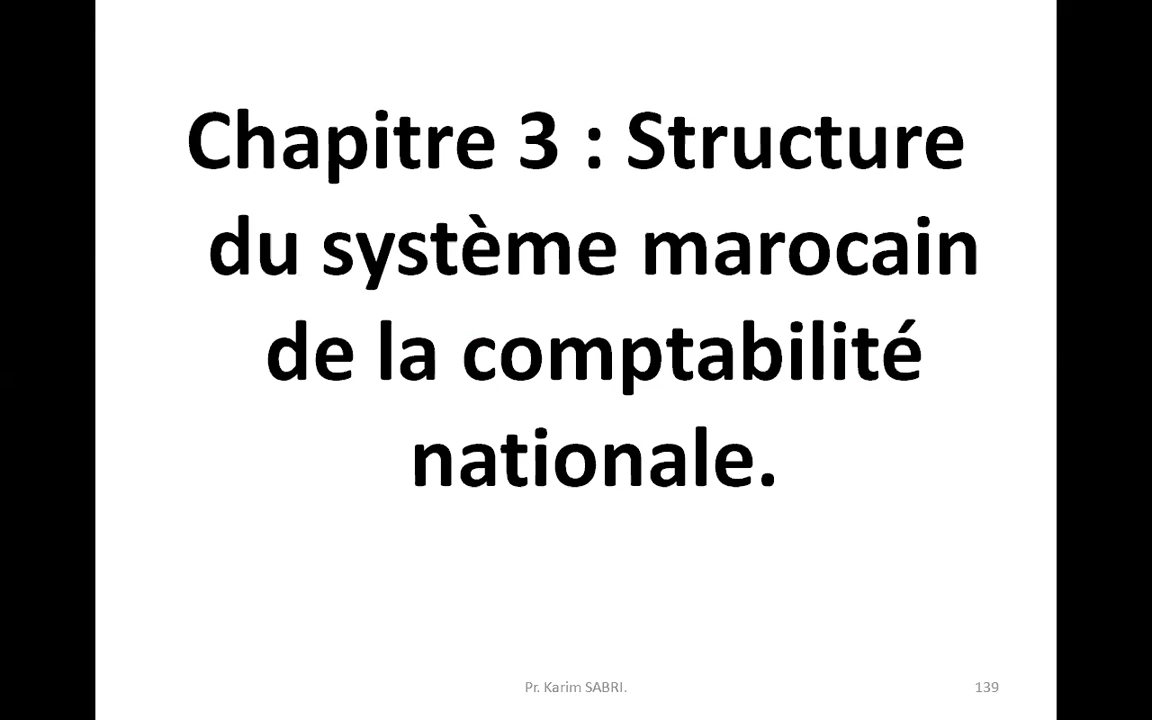 Chapitre 3 : Structure
du système marocain
de la comptabilité
nationale.
Pr. Karim SABRI.
139